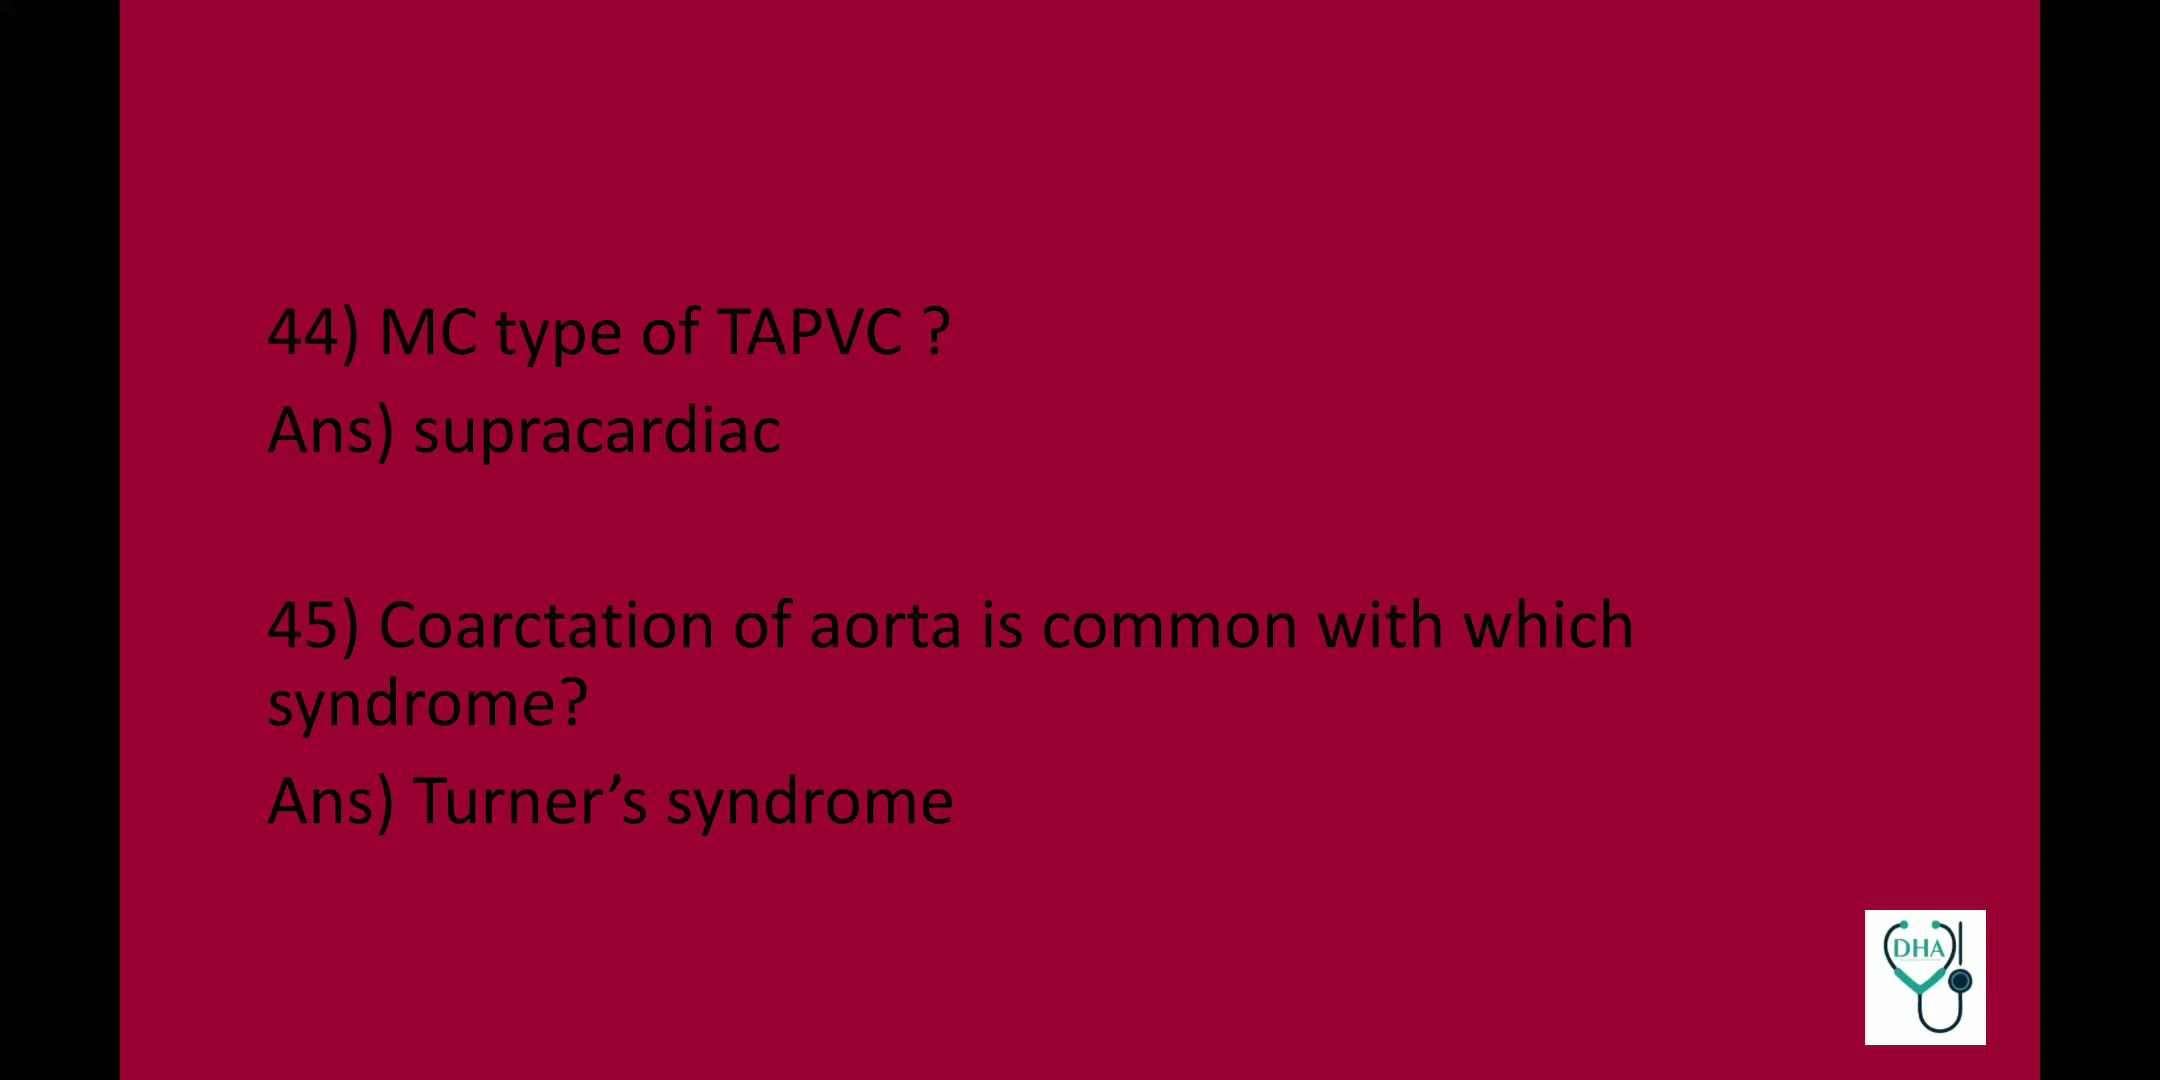 44) MC type of TAPVC ?
Ans) supracardiac
45) Coarctation of aorta is common with which
syndrome?
Ans) Turner’s syndrome
DHA